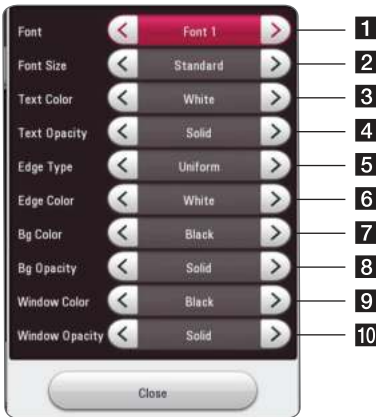 Font Font 1 1
Font Size Standard 2
Text Color White 3
Text Opacity Solid 4
Edge Type Uniform 5
Edge Color White 6
Bg Color Black 7
Bg Opacity Solid 8
Window Color Black 9
Window Opacity Solid 10
Close